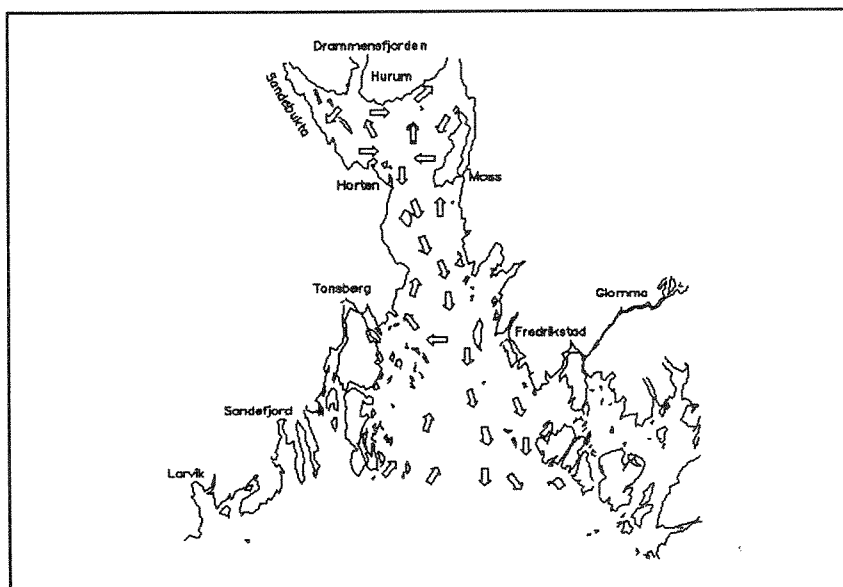 Drammensfjorden
Hurum
Sandebukta
Horten
Moss
Tonsberg
Glomma
Fredrikstad
Sandefjord
Larvik